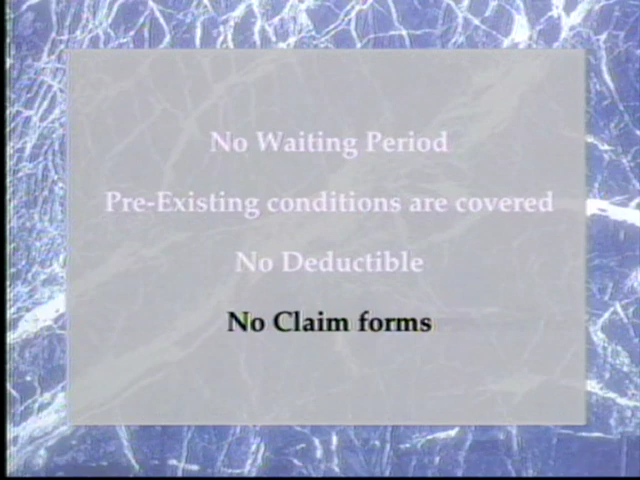 No Waiting Period
Pre-Existing conditions are covered
No Deductible
No Claim forms